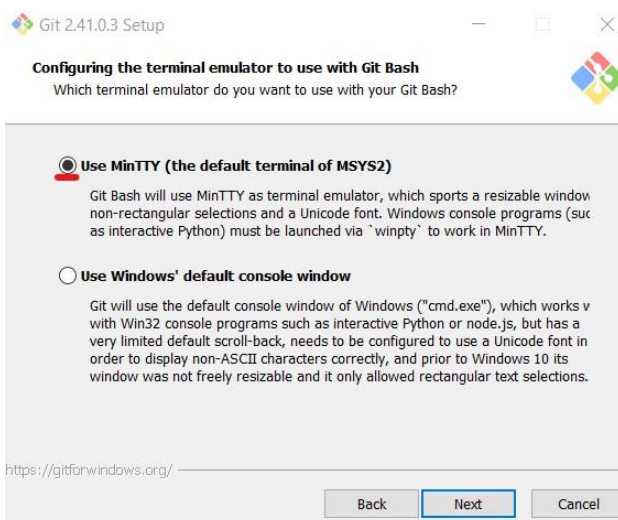 Git 2.41.0.3 Setup
Configuring the terminal emulator to use with Git Bash
Which terminal emulator do you want to use with your Git Bash?
Use MinTTY (the default terminal of MSYS2)
Git Bash will use MinTTY as terminal emulator, which sports a resizable window
non-rectangular selections and a Unicode font. Windows console programs (suc
as interactive Python) must be launched via `winpty` to work in MinTTY.
Use Windows' default console window
Git will use the default console window of Windows ("cmd.exe"), which works w
with Win32 console programs such as interactive Python or node.js, but has a
very limited default scroll-back, needs to be configured to use a Unicode font in
order to display non-ASCII characters correctly, and prior to Windows 10 its
window was not freely resizable and it only allowed rectangular text selections.
https://gitforwindows.org/
Back Next Cancel